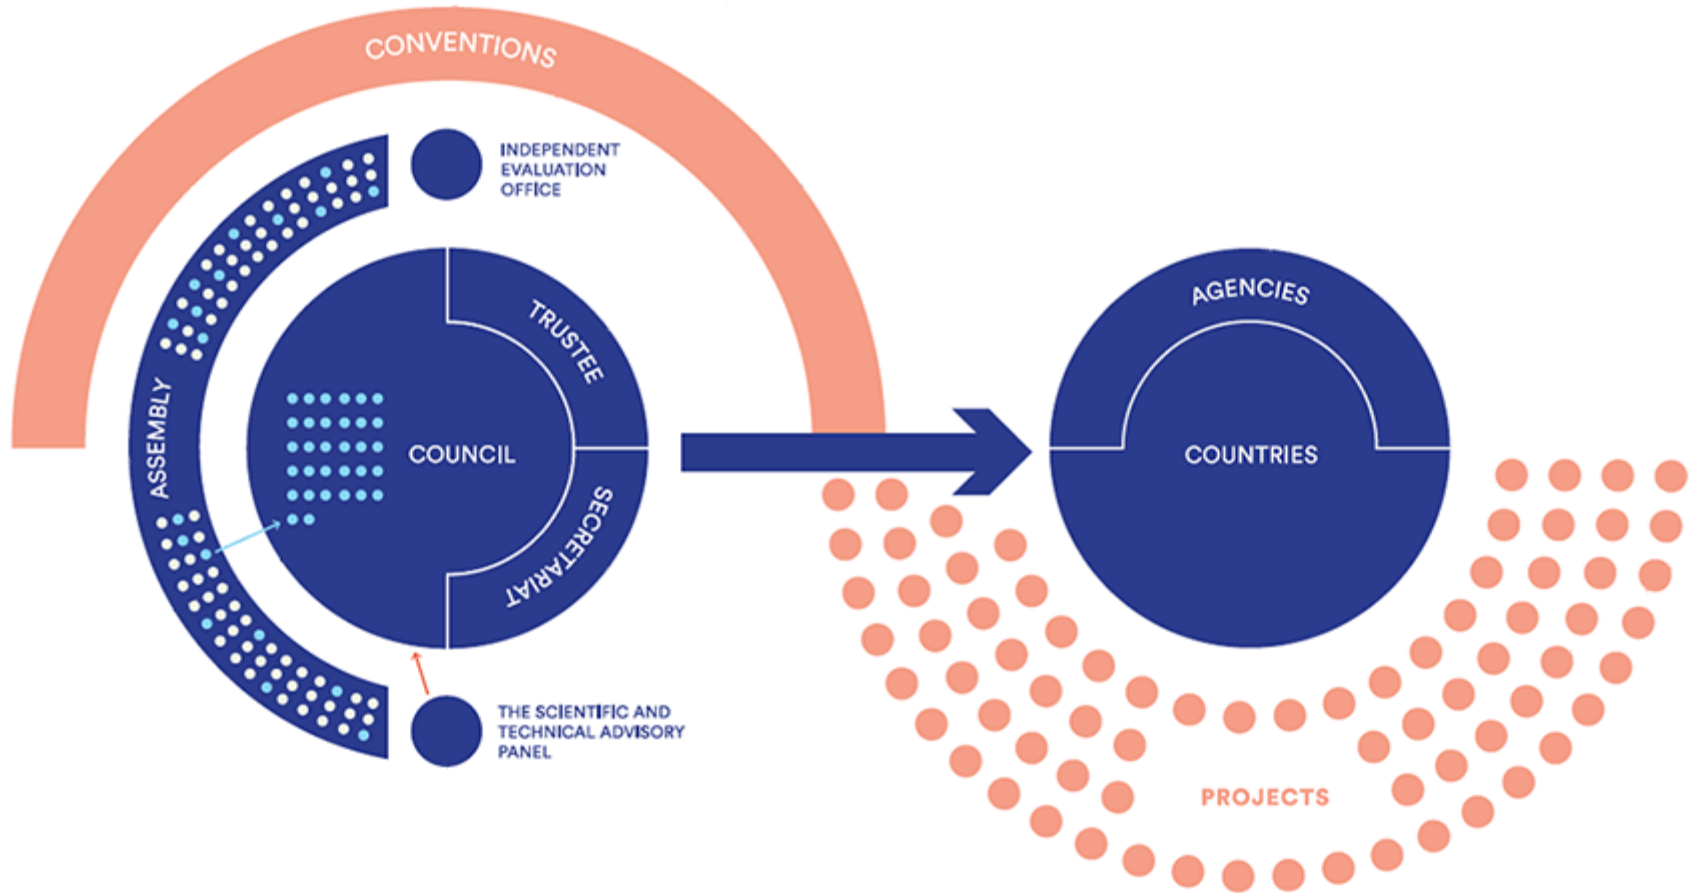 CONVENTIONS
INDEPENDENT
EVALUATION
OFFICE
TRUSTEE
ASSEMBLY
COUNCIL
SECRETARIAT
THE SCIENTIFIC AND
TECHNICAL ADVISORY
PANEL
AGENCIES
COUNTRIES
PROJECTS